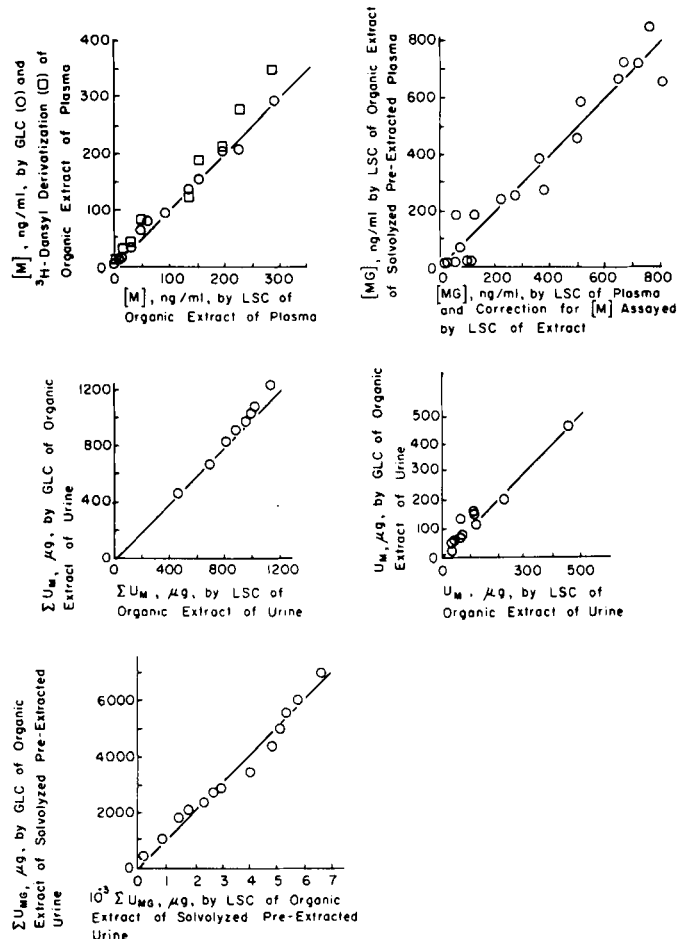 [M], ng/ml, by GLC (O) and
³H-Dansyl Derivatization (□) of
Organic Extract of Plasma
400
300
200
100
0
0
100
200
300
[M], ng/ml, by LSC of
Organic Extract of Plasma
[MG], ng/ml by LSC of Organic Extract
of Solvolyzed Pre-Extracted Plasma
800
600
400
200
0
0
200
400
600
800
[MG], ng/ml, by LSC of Plasma
and Correction for [M] Assayed
by LSC of Extract
ΣU_M, μg, by GLC of Organic
Extract of Urine
1200
800
400
0
0
400
800
1200
ΣU_M, μg, by LSC of
Organic Extract of Urine
U_M, μg, by GLC of Organic
Extract of Urine
500
400
300
200
100
0
0
100
300
500
U_M, μg, by LSC of
Organic Extract of Urine
ΣU_MG, μg, by GLC of Organic
Extract of Solvolyzed Pre-Extracted
Urine
6000
4000
2000
0
0
1
2
3
4
5
6
7
10⁻³ ΣU_MG, μg, by LSC of Organic
Extract of Solvolyzed Pre-Extracted
Urine